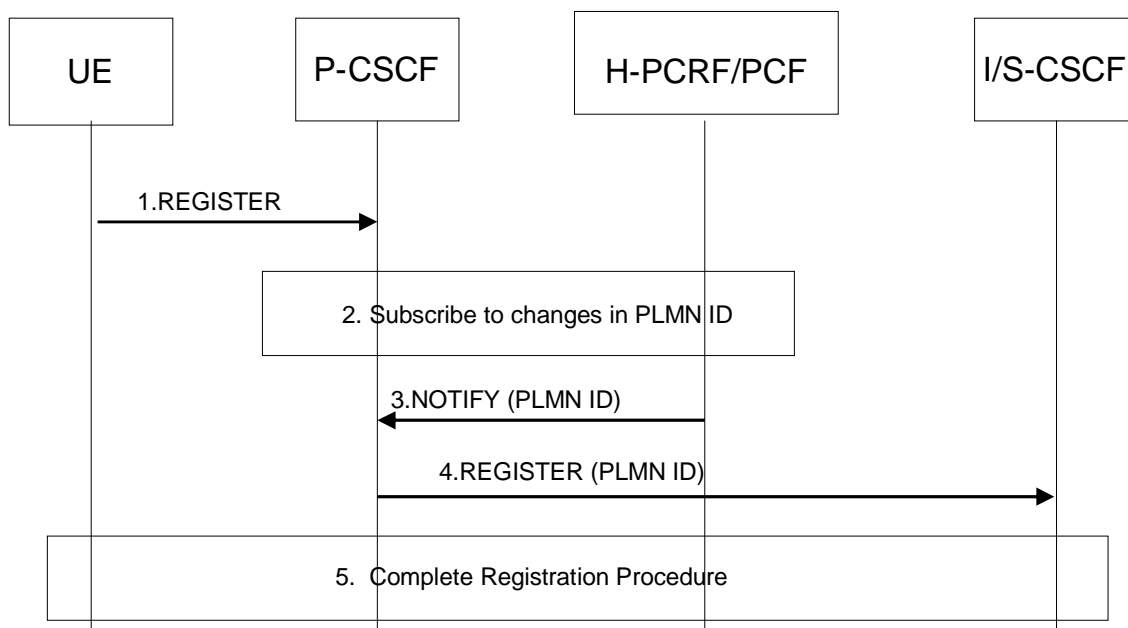 UE
P-CSCF
H-PCRF/PCF
I/S-CSCF
1.REGISTER
2. Subscribe to changes in PLMN ID
3.NOTIFY (PLMN ID)
4.REGISTER (PLMN ID)
5. Complete Registration Procedure